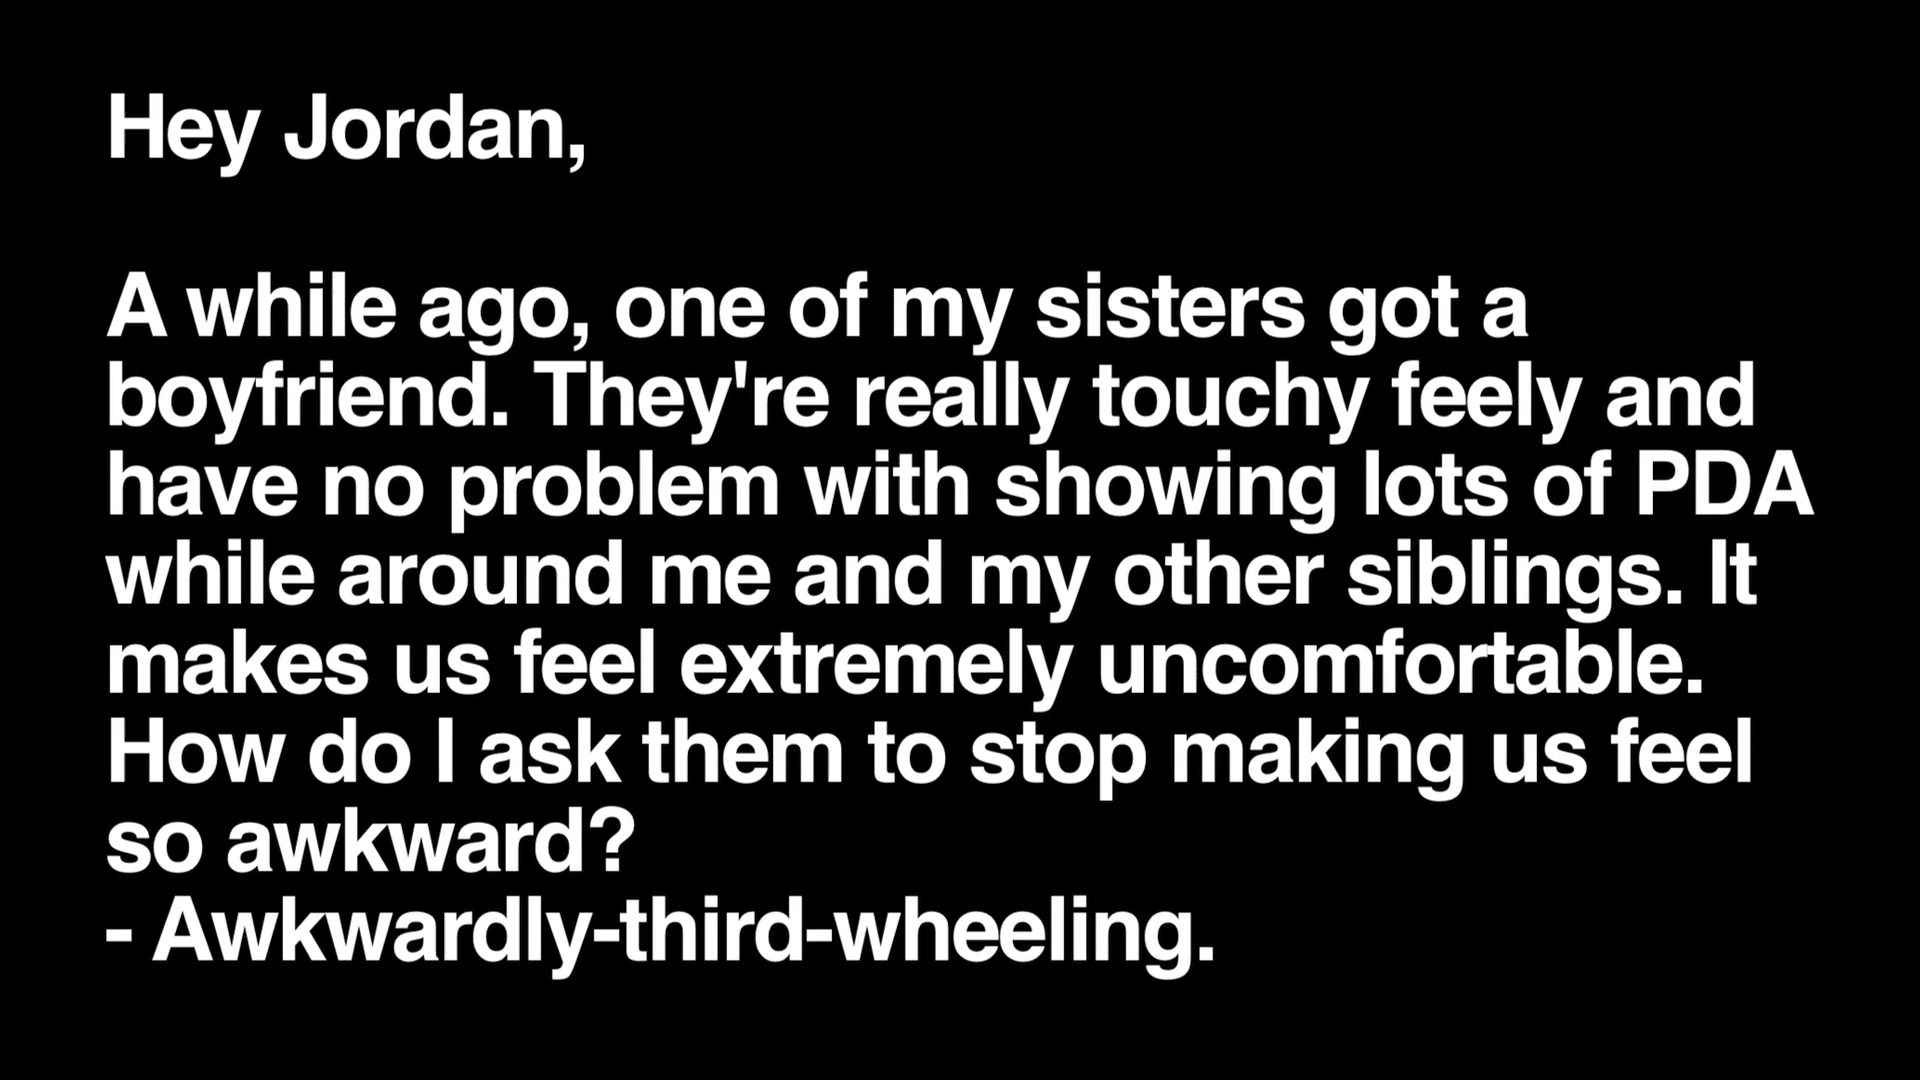 Hey Jordan,
A while ago, one of my sisters got a
boyfriend. They're really touchy feely and
have no problem with showing lots of PDA
while around me and my other siblings. It
makes us feel extremely uncomfortable.
How do I ask them to stop making us feel
so awkward?
- Awkwardly-third-wheeling.